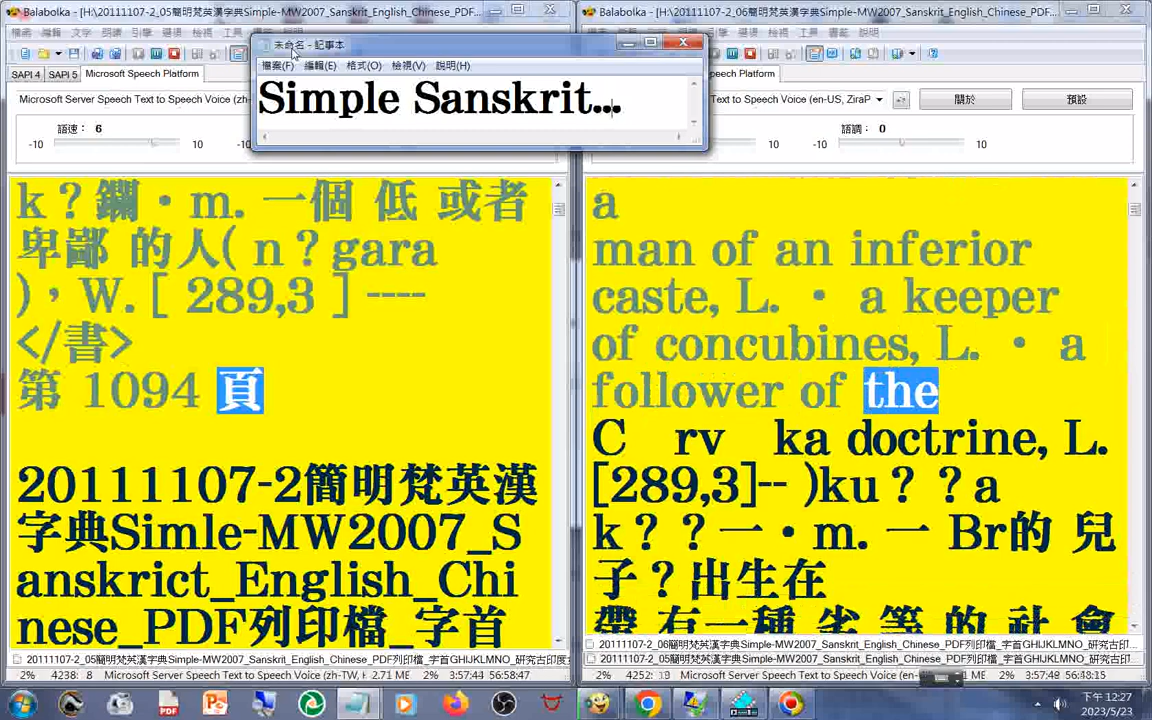 Balabolka - [H:\20111107-2_05簡明梵英漢字典Simple-MW2007_Sanskrit_English_Chinese_PDF...
Balabolka - [H:\20111107-2_06簡明梵英漢字典Simple-MW2007_Sanskrit_English_Chinese_PDF...
未命名 - 記事本
檔案(F) 編輯(E) 格式(O) 檢視(V) 說明(H)
Simple Sanskrit...
SAPI 4 SAPI 5 Microsoft Speech Platform
Microsoft Server Speech Text to Speech Voice (zh-
語速： 6
-10 10
Text to Speech Voice (en-US, ZiraP
關於 預設
語調： 0
-10 10
k？鑭・m. 一個 低 或者
卑鄙 的人( n？gara
)，W. [ 289,3 ] ----
</書>
第 1094 頁
20111107-2簡明梵英漢
字典Simle-MW2007_S
anskrict_English_Chi
nese_PDF列印檔_字首
a
man of an inferior
caste, L. • a keeper
of concubines, L. • a
follower of the
C rv ka doctrine, L.
[289,3]-- )ku？？a
k？？一・m. 一 Br的 兒
子？出生在
帶 有一種 劣 等 的 社 會
20111107-2_05簡明梵英漢字典Simple-MW2007_Sanskrit_English_Chinese_PDF列印檔_字首GHIJKLMNO_研究古印度
20111107-2_06簡明梵英漢字典Simple-MW2007_Sanskrit_English_Chinese_PDF列印檔_字首GHIJKLMNO_研究古印...
20111107-2_05簡明梵英漢字典Simple-MW2007_Sanskrit_English_Chinese_PDF列印檔_字首GHIJKLMNO_研究古印...
2% 4238: 8 Microsoft Server Speech Text to Speech Voice (zh-TW, H 2.71 ME 2% 3:57:44 56:58:47
2% 4252: 18 Microsoft Server Speech Text to Speech Voice 2% 3:57:48 56:48:15
下午 12:27
2023/5/23